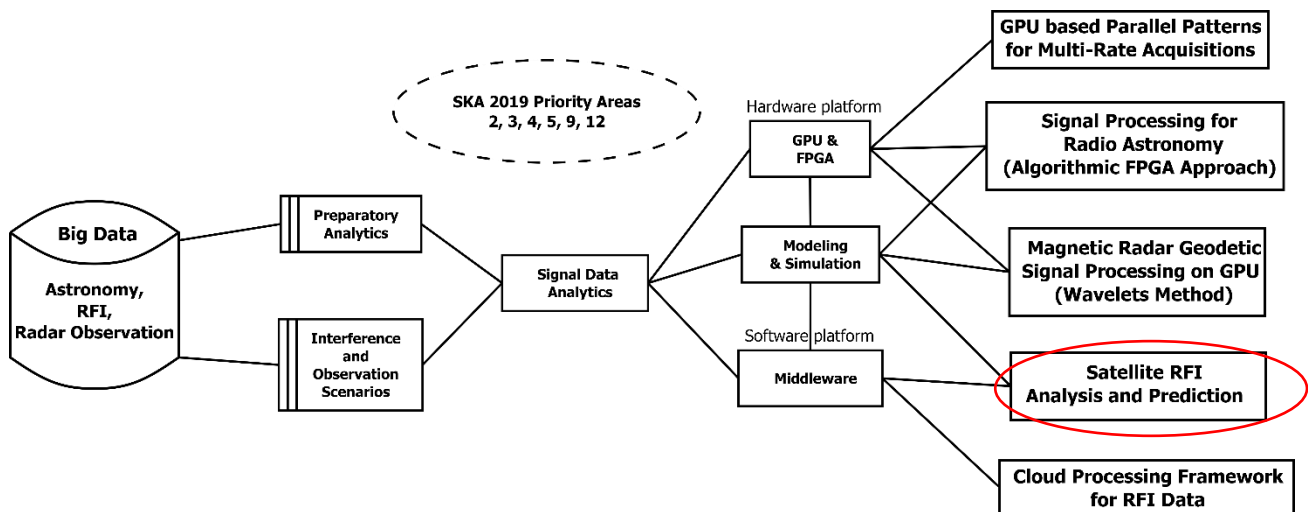 GPU based Parallel Patterns
for Multi-Rate Acquisitions
SKA 2019 Priority Areas
2, 3, 4, 5, 9, 12
Hardware platform
GPU &
FPGA
Signal Processing for
Radio Astronomy
(Algorithmic FPGA Approach)
Big Data
Astronomy,
RFI,
Radar Observation
Preparatory
Analytics
Interference
and
Observation
Scenarios
Signal Data
Analytics
Modeling
& Simulation
Magnetic Radar Geodetic
Signal Processing on GPU
(Wavelets Method)
Software platform
Middleware
Satellite RFI
Analysis and Prediction
Cloud Processing Framework
for RFI Data